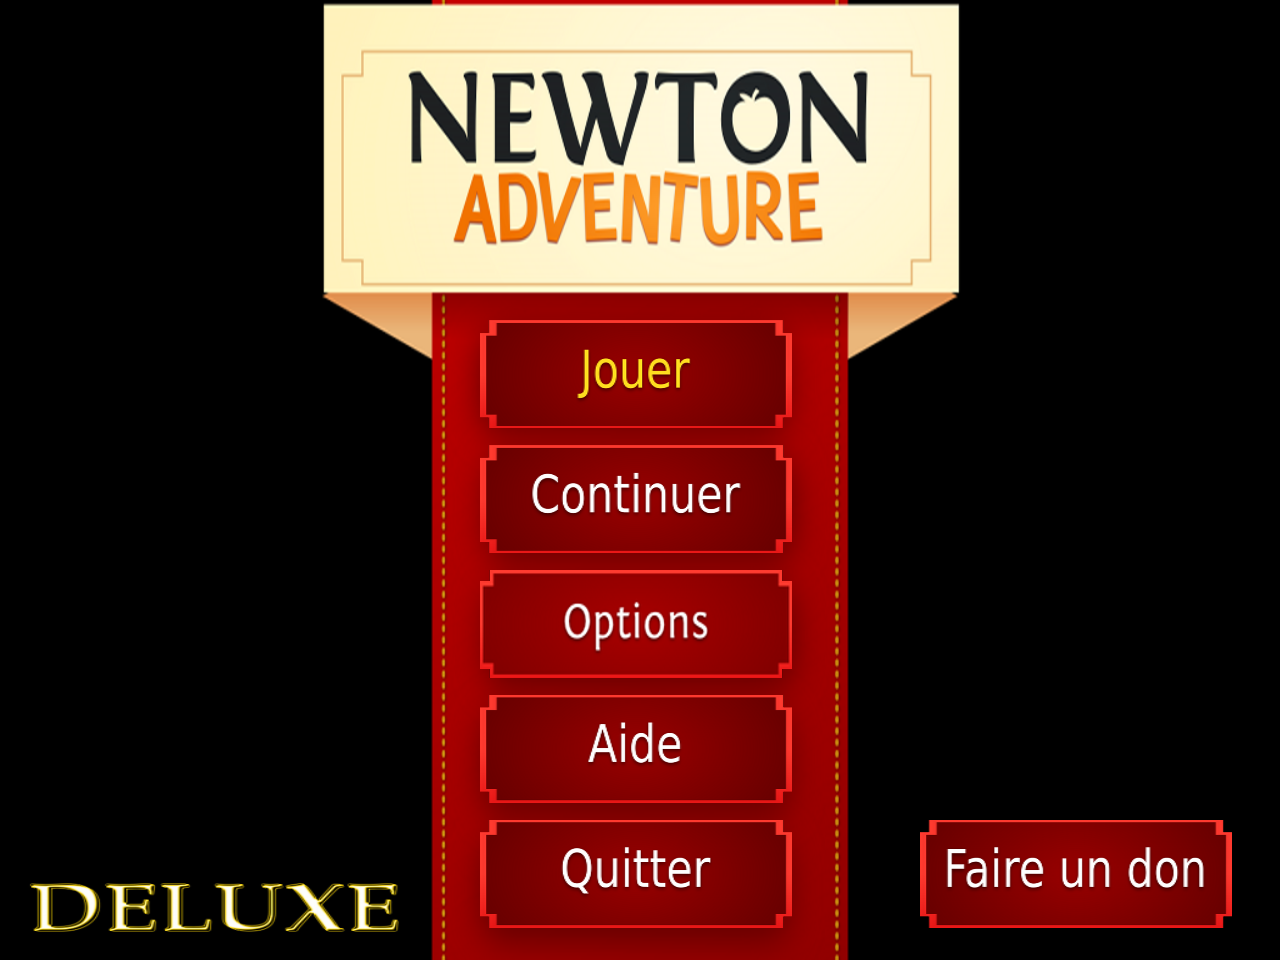 NEWTON
ADVENTURE
Jouer
Continuer
Options
Aide
Quitter
Faire un don
DELUXE